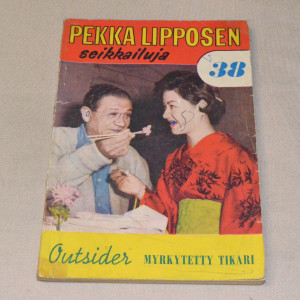 PEKKA LIPPOSEN
seikkailuja
38
Outsider MYRKYTETTY TIKARI